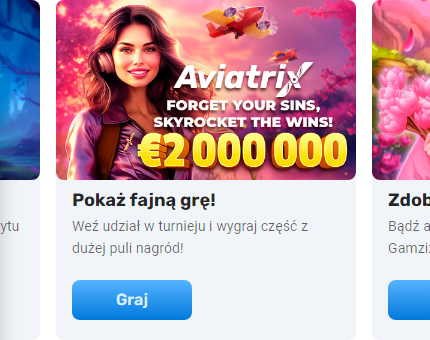 Aviatrix
FORGET YOUR SINS,
SKYROCKET THE WINS!
€2 000 000
Pokaż fajną grę!
Weź udział w turnieju i wygraj część z
dużej puli nagród!
Graj
ytu
Zdob
Bądź a